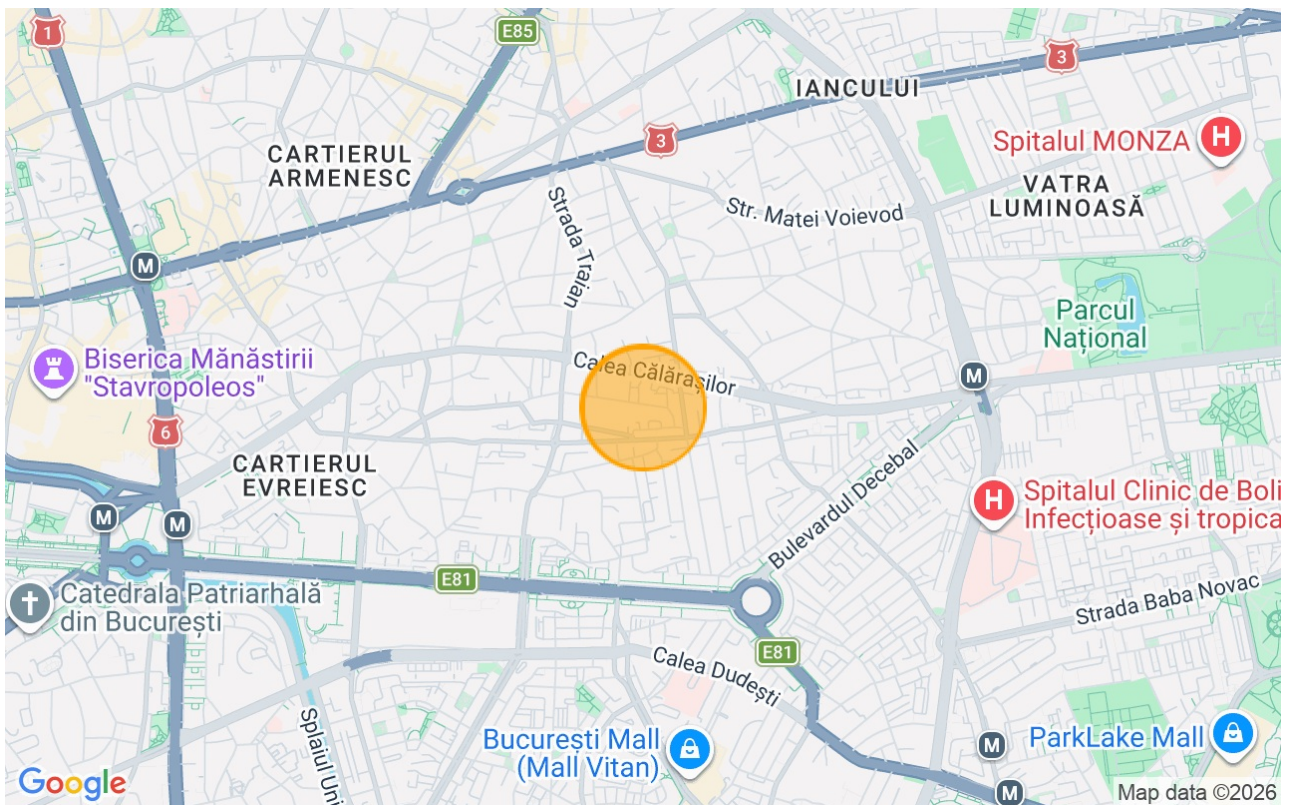 1
E85
3
IANCULUI
3
Spitalul MONZA
H
CARTIERUL
ARMENESC
VATRA
LUMINOASĂ
Strada Traian
Str. Matei Voievod
M
Parcul
Național
Biserica Mănăstirii
"Stavropoleos"
Calea Călărașilor
M
6
CARTIERUL
EVREIESC
Bulevardul Decebal
H
Spitalul Clinic de Boli
Infecțioase și tropica
M
M
E81
Catedrala Patriarhală
din București
Strada Baba Novac
E81
Calea Dudești
Splaiul Uni
București Mall
(Mall Vitan)
M
ParkLake Mall
M
Google
Map data ©2026